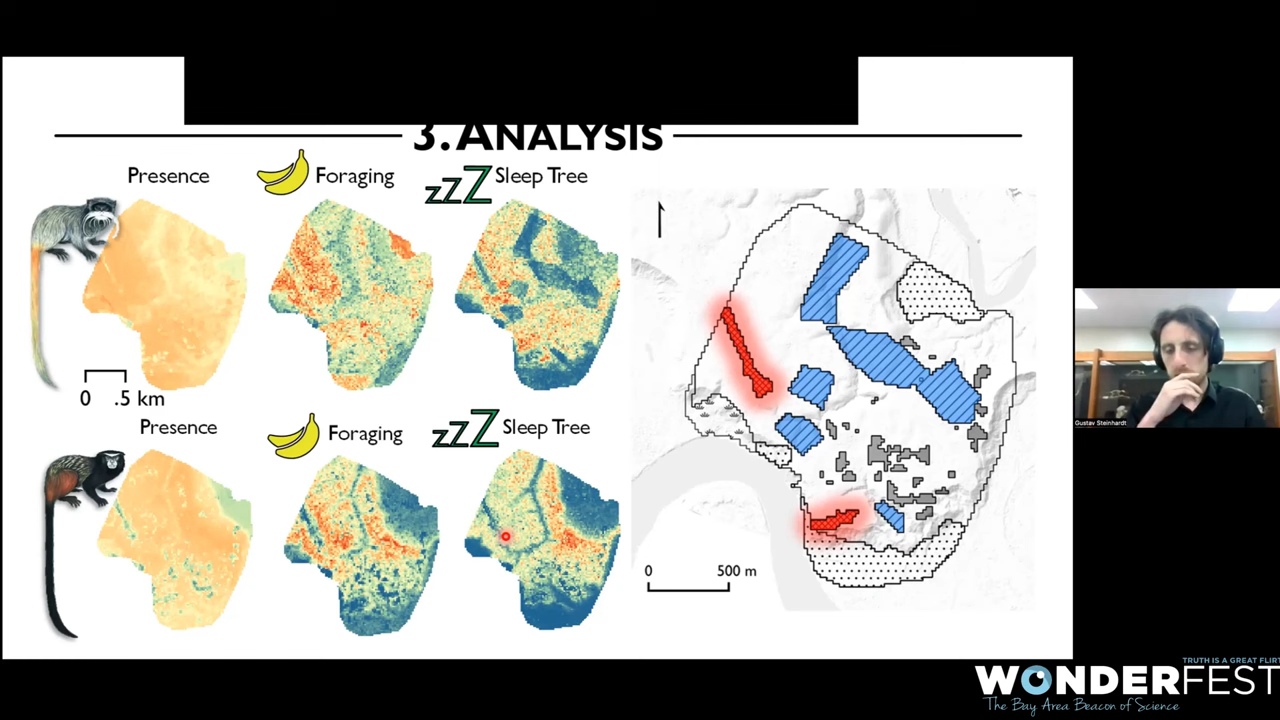 3. ANALYSIS
Presence
Foraging
zzZ Sleep Tree
0 .5 km
Presence
Foraging
zzZ Sleep Tree
0 500 m
Gustav Steinhardt
TRUTH IS A GREAT FLIRT
WONDERFEST
The Bay Area Beacon of Science